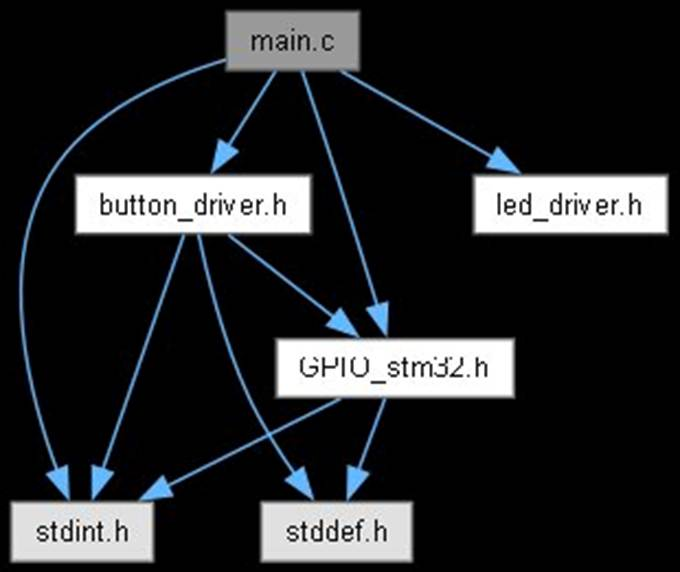 main.c
button_driver.h
led_driver.h
GPIO_stm32.h
stdint.h
stddef.h